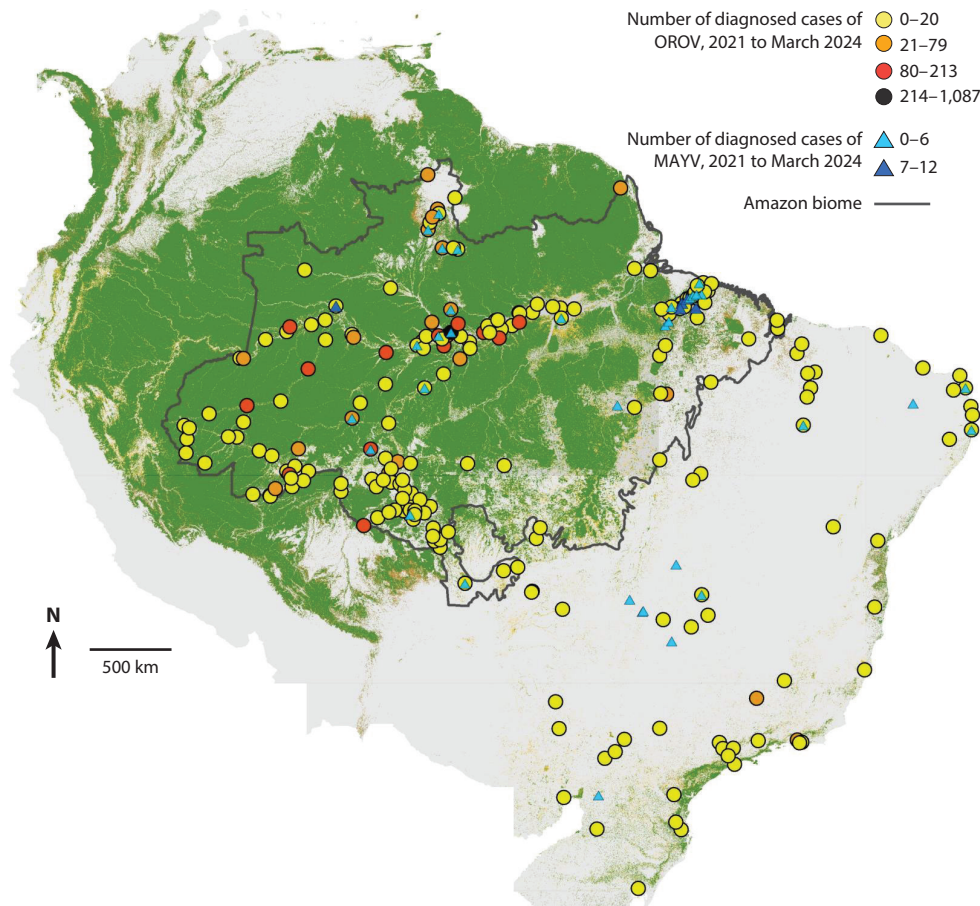 Number of diagnosed cases of
OROV, 2021 to March 2024
0–20
21–79
80–213
214–1,087
Number of diagnosed cases of
MAYV, 2021 to March 2024
0–6
7–12
Amazon biome
N
500 km